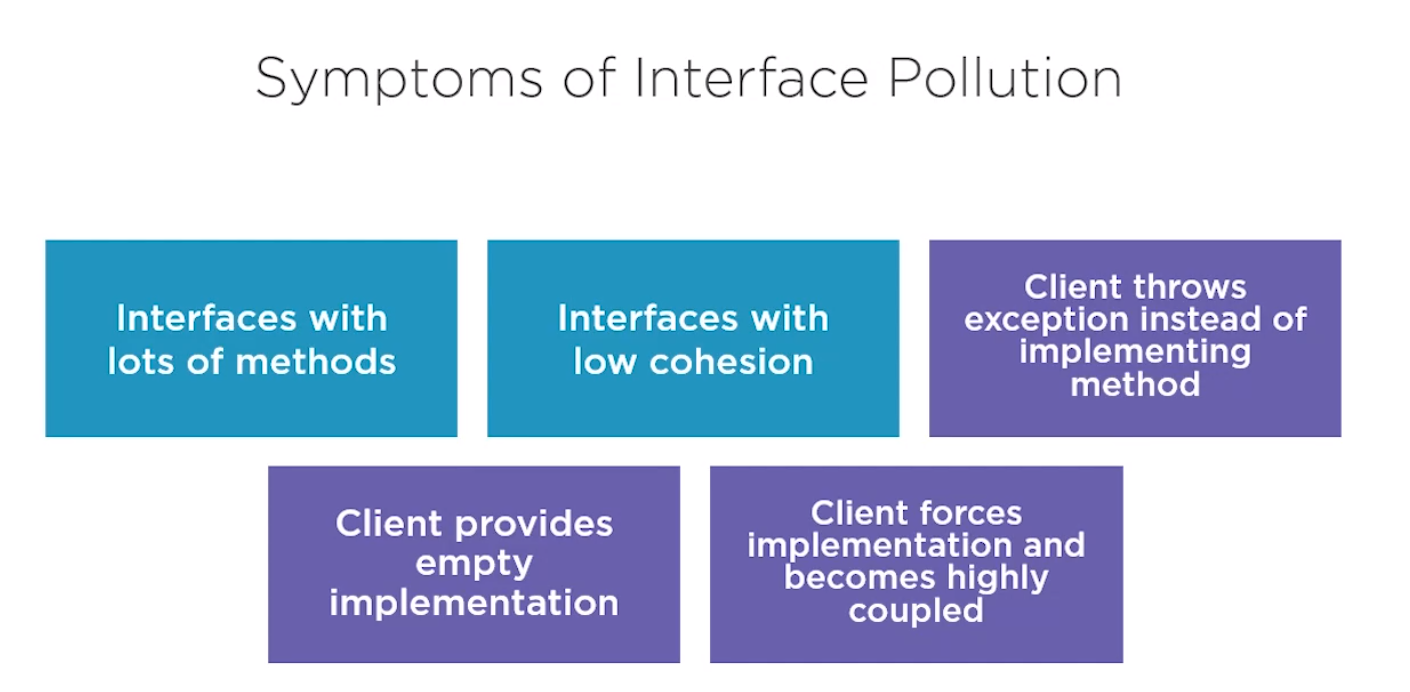 Symptoms of Interface Pollution
Interfaces with
lots of methods
Interfaces with
low cohesion
Client throws
exception instead of
implementing
method
Client provides
empty
implementation
Client forces
implementation and
becomes highly
coupled